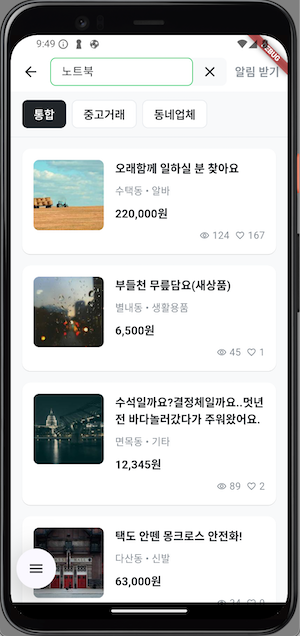 9:49
DEBUG
노트북
알림 받기
통합
중고거래
동네업체
오래함께 일하실 분 찾아요
수택동 • 알바
220,000원
124 167
부들천 무릎담요(새상품)
별내동 • 생활용품
6,500원
45 1
수석일까요?결정체일까요..멋년
전 바다놀러갔다가 주워왔어요.
면목동 • 기타
12,345원
89 2
택도 안뗀 몽크로스 안전화!
다산동 • 신발
63,000원